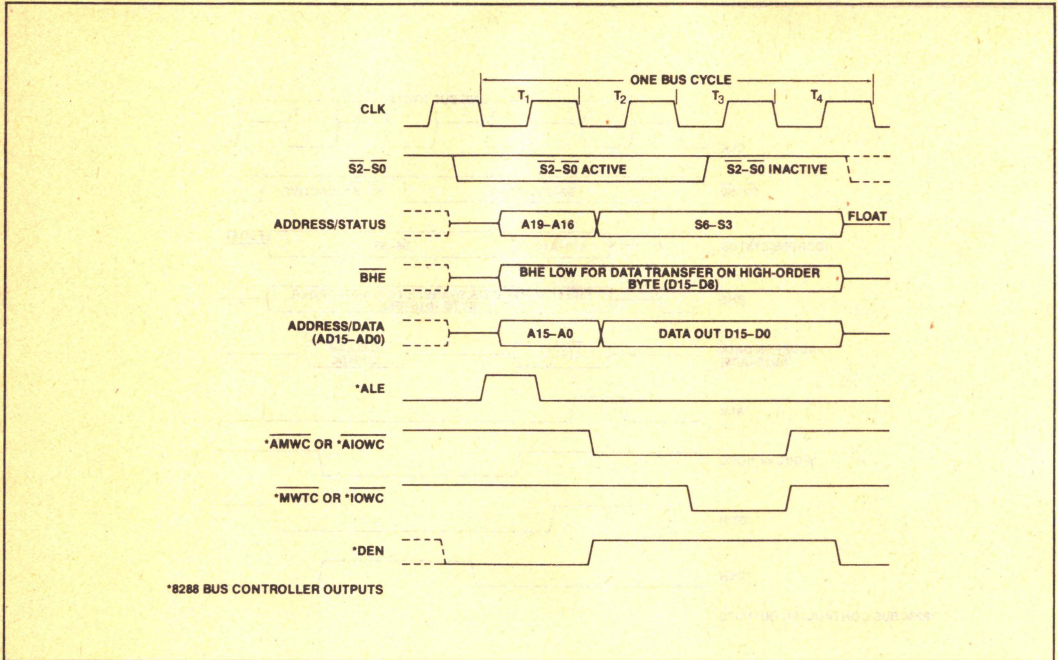 ONE BUS CYCLE
T1 T2 T3 T4
CLK
S2–S0 S2–S0 ACTIVE S2–S0 INACTIVE
ADDRESS/STATUS A19–A16 S6–S3 FLOAT
BHE BHE LOW FOR DATA TRANSFER ON HIGH-ORDER
BYTE (D15–D8)
ADDRESS/DATA
(AD15–AD0) A15–A0 DATA OUT D15–D0
*ALE
*AMWC OR *AIOWC
*MWTC OR *IOWC
*DEN
*8288 BUS CONTROLLER OUTPUTS